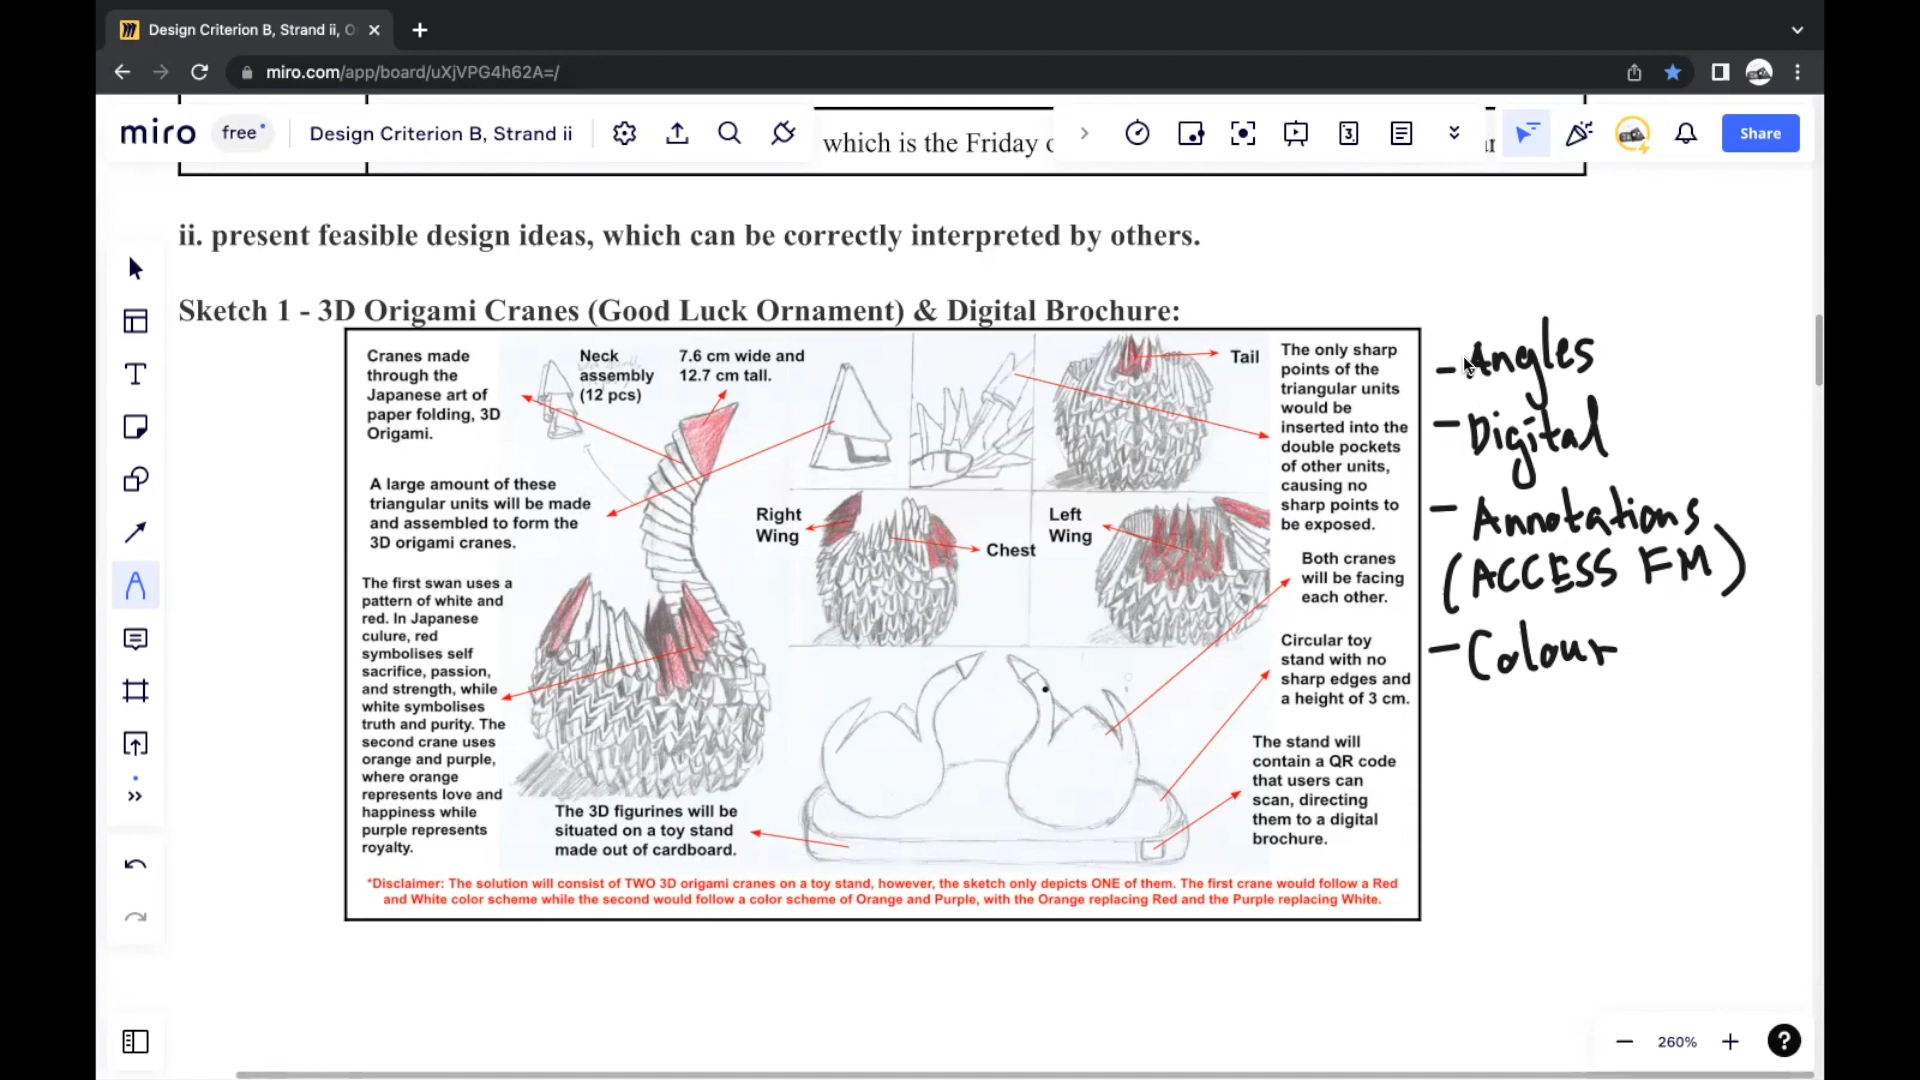 Design Criterion B, Strand ii, O
miro.com/app/board/uXjVPG4h62A=/
miro
free
Design Criterion B, Strand ii
which is the Friday
3
Share
ii. present feasible design ideas, which can be correctly interpreted by others.
Sketch 1 - 3D Origami Cranes (Good Luck Ornament) & Digital Brochure:
Cranes made
through the
Japanese art of
paper folding, 3D
Origami.
Neck
assembly
(12 pcs)
7.6 cm wide and
12.7 cm tall.
Tail
The only sharp
points of the
triangular units
would be
inserted into the
double pockets
of other units,
causing no
sharp points to
be exposed.
A large amount of these
triangular units will be made
and assembled to form the
3D origami cranes.
Right
Wing
Chest
Left
Wing
Both cranes
will be facing
each other.
The first swan uses a
pattern of white and
red. In Japanese
culure, red
symbolises self
sacrifice, passion,
and strength, while
white symbolises
truth and purity. The
second crane uses
orange and purple,
where orange
represents love and
happiness while
purple represents
royalty.
Circular toy
stand with no
sharp edges and
a height of 3 cm.
The stand will
contain a QR code
that users can
scan, directing
them to a digital
brochure.
The 3D figurines will be
situated on a toy stand
made out of cardboard.
*Disclaimer: The solution will consist of TWO 3D origami cranes on a toy stand, however, the sketch only depicts ONE of them. The first crane would follow a Red
and White color scheme while the second would follow a color scheme of Orange and Purple, with the Orange replacing Red and the Purple replacing White.
- Angles
- Digital
- Annotations
(ACCESS FM)
- Colour
260%